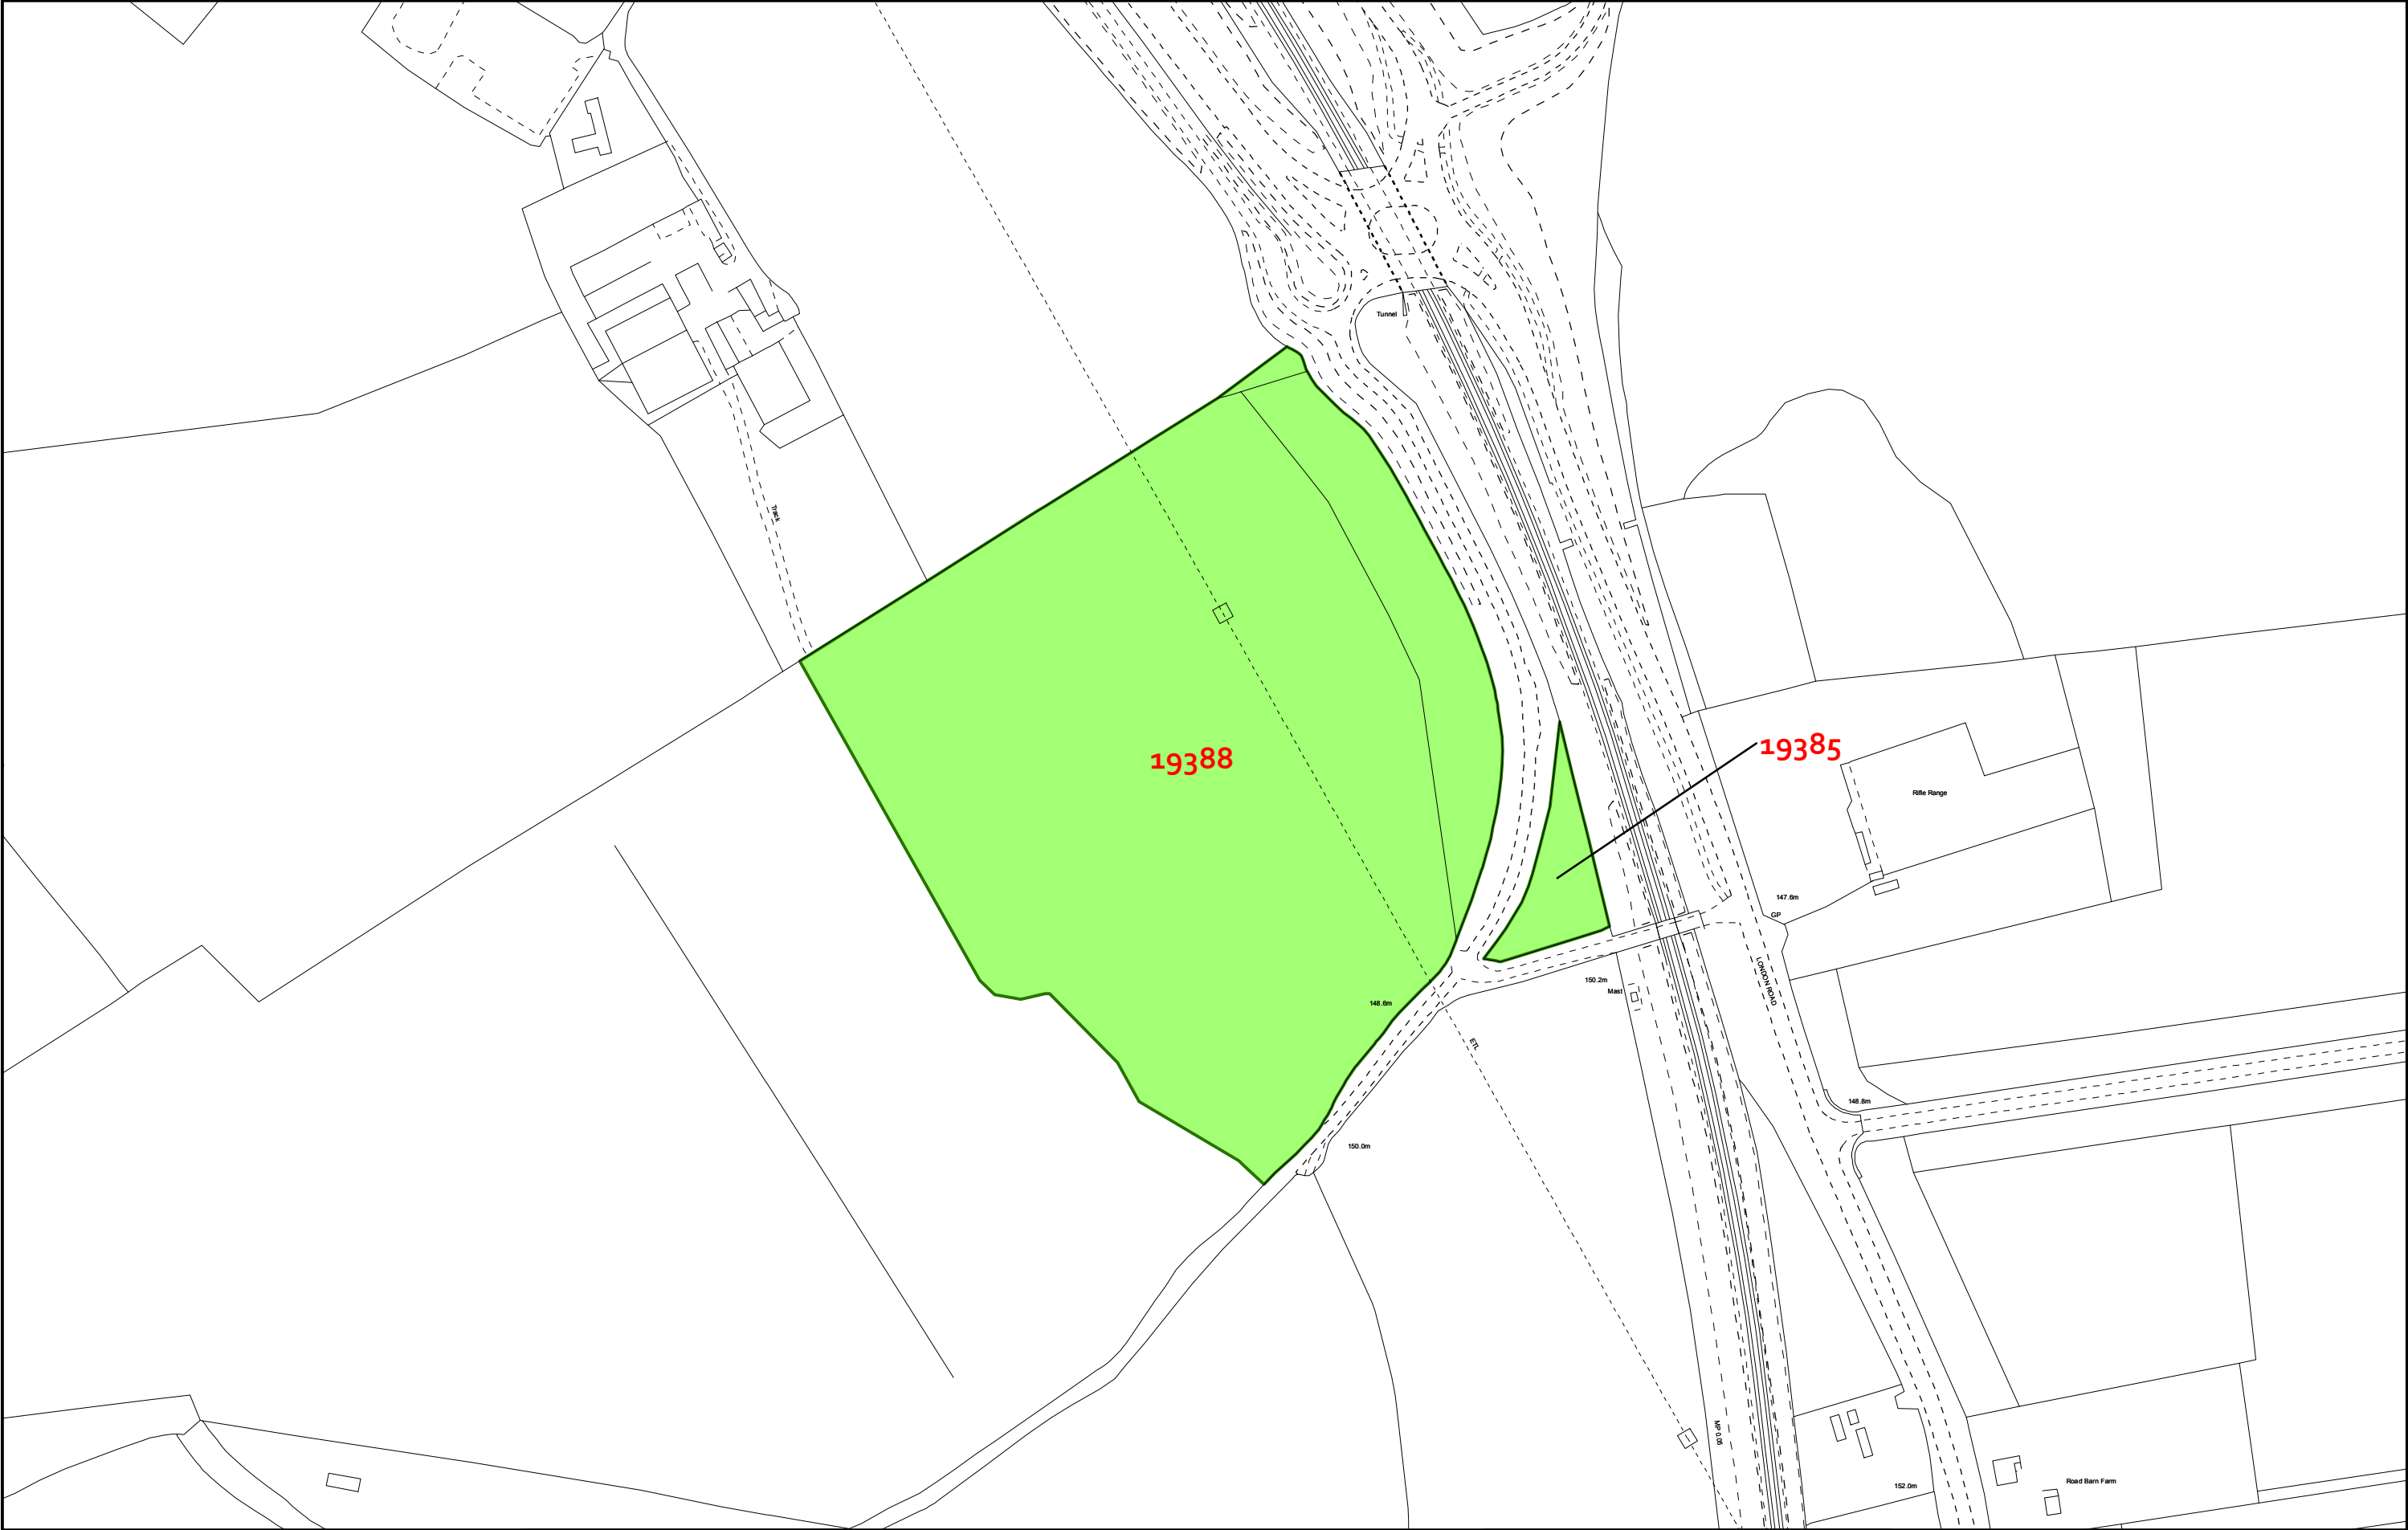 Tunnel
Track
19388
19385
Rifle Range
147.6m
GP
LONDON ROAD
150.2m
Mast
148.6m
ETL
148.8m
150.0m
MP 0.05
Road Barn Farm
152.0m